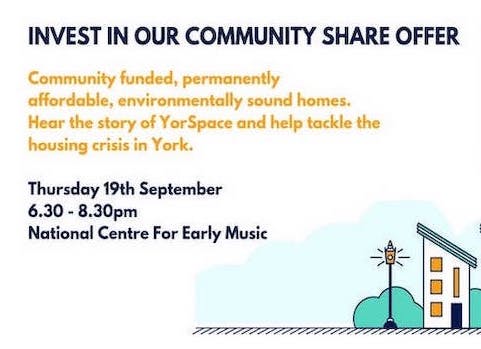 INVEST IN OUR COMMUNITY SHARE OFFER
Community funded, permanently
affordable, environmentally sound homes.
Hear the story of YorSpace and help tackle the
housing crisis in York.
Thursday 19th September
6.30 - 8.30pm
National Centre For Early Music